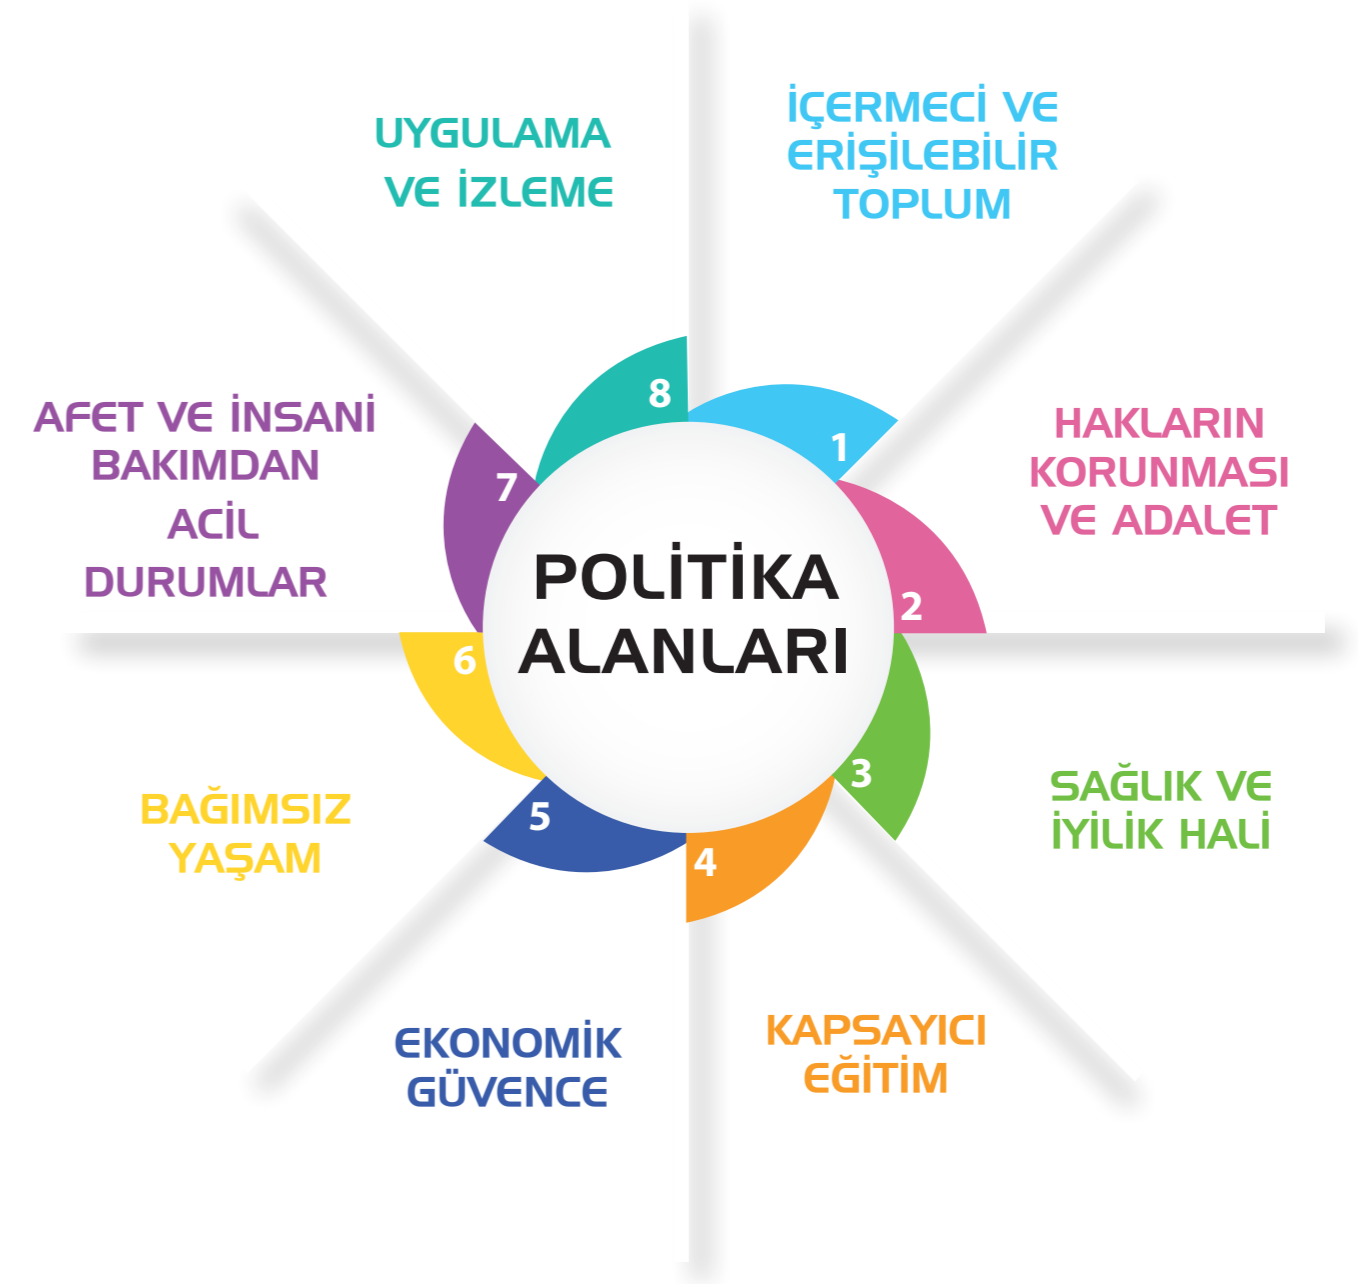 POLİTİKA
ALANLARI
1
İÇERMECİ VE
ERİŞİLEBİLİR
TOPLUM
2
HAKLARIN
KORUNMASI
VE ADALET
3
SAĞLIK VE
İYİLİK HALİ
4
KAPSAYICI
EĞİTİM
5
EKONOMİK
GÜVENCE
6
BAĞIMSIZ
YAŞAM
7
AFET VE İNSANİ
BAKIMDAN
ACİL
DURUMLAR
8
UYGULAMA
VE İZLEME